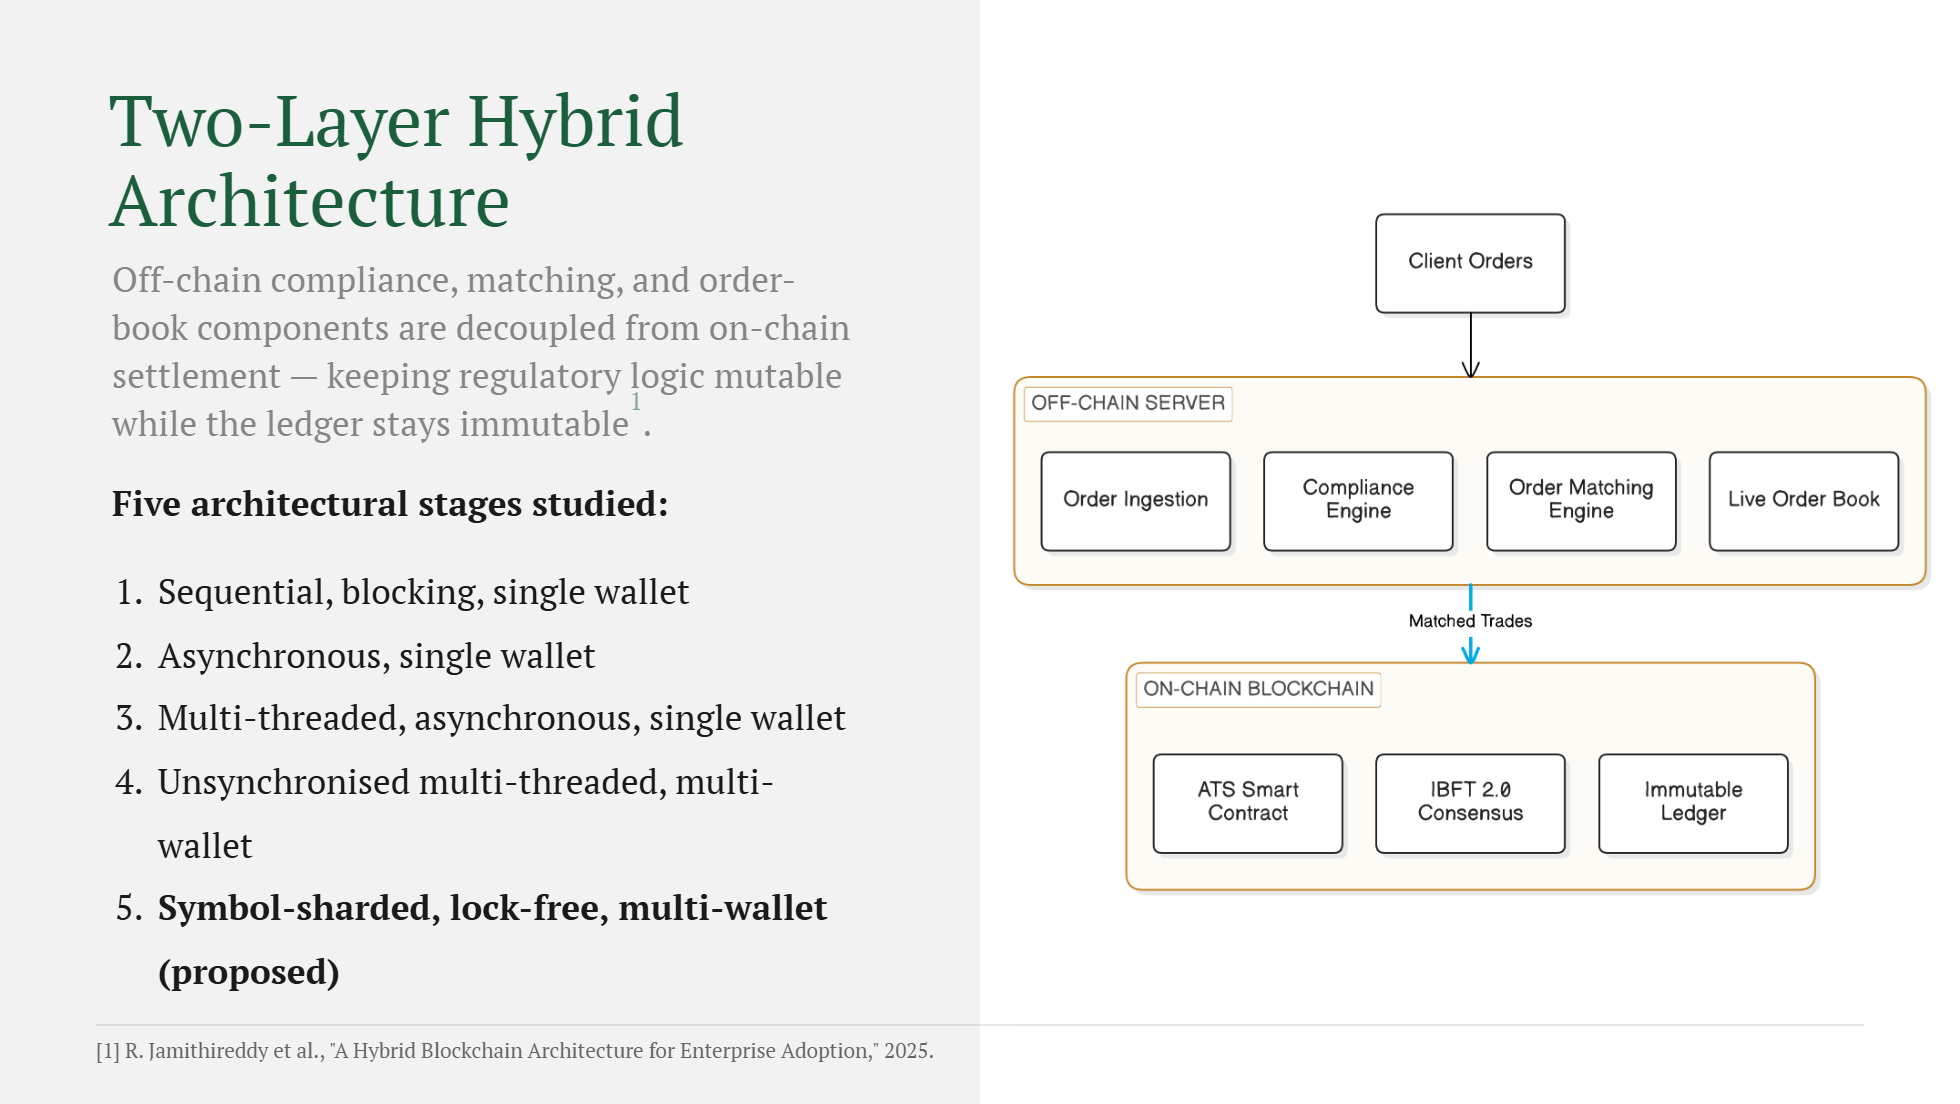 Two-Layer Hybrid
Architecture
Off-chain compliance, matching, and order-
book components are decoupled from on-chain
settlement — keeping regulatory logic mutable
while the ledger stays immutable1.
Five architectural stages studied:
1. Sequential, blocking, single wallet
2. Asynchronous, single wallet
3. Multi-threaded, asynchronous, single wallet
4. Unsynchronised multi-threaded, multi-
wallet
5. Symbol-sharded, lock-free, multi-wallet
(proposed)
[1] R. Jamithireddy et al., "A Hybrid Blockchain Architecture for Enterprise Adoption," 2025.
Client Orders
OFF-CHAIN SERVER
Order Ingestion
Compliance
Engine
Order Matching
Engine
Live Order Book
Matched Trades
ON-CHAIN BLOCKCHAIN
ATS Smart
Contract
IBFT 2.0
Consensus
Immutable
Ledger